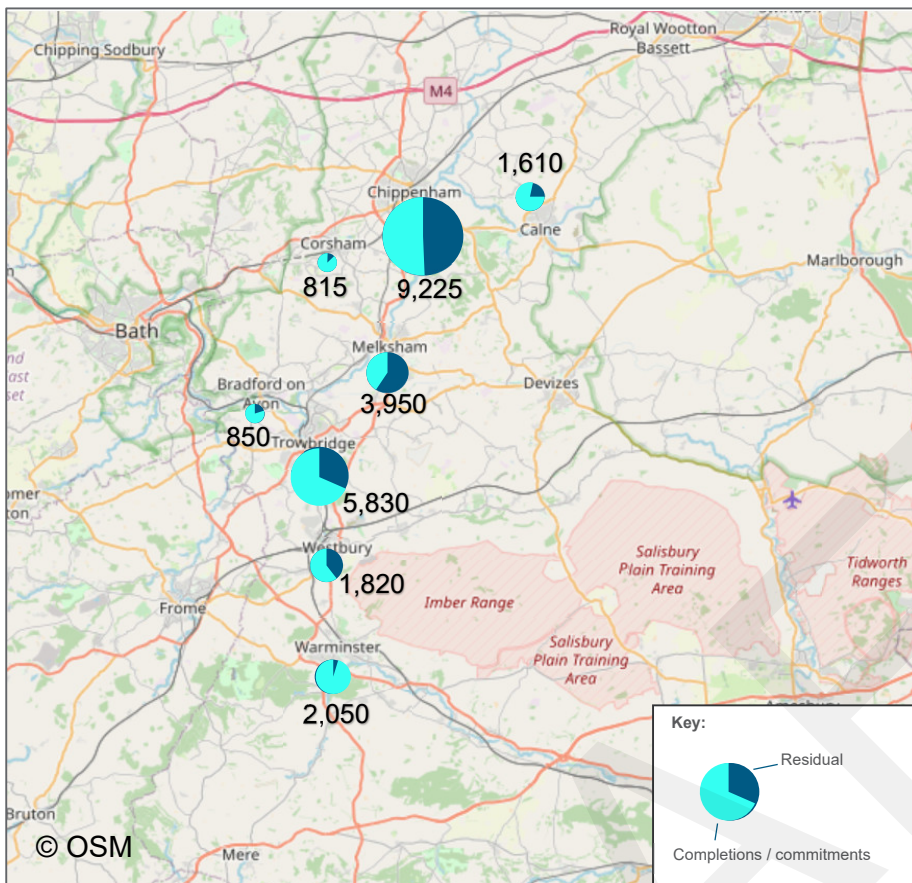 Chipping Sodbury
Royal Wootton
Bassett
M4
1,610
Chippenham
Calne
Corsham
815
9,225
Marlborough
Bath
Melksham
Bradford on
Avon
Devizes
3,950
850
Trowbridge
5,830
Westbury
1,820
Salisbury
Plain Training
Area
Tidworth
Ranges
Imber Range
Frome
Warminster
Salisbury
Plain Training
Area
2,050
Key:
Residual
Completions / commitments
Bruton
© OSM
Mere